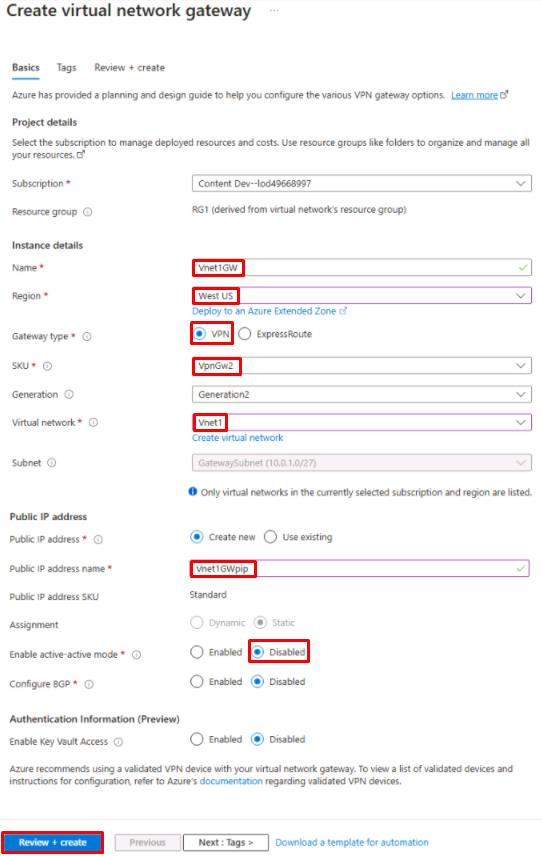 Create virtual network gateway ...
Basics Tags Review + create
Azure has provided a planning and design guide to help you configure the various VPN gateway options. Learn more
Project details
Select the subscription to manage deployed resources and costs. Use resource groups like folders to organize and manage all
your resources.
Subscription * Content Dev--lod49668997
Resource group RG1 (derived from virtual network's resource group)
Instance details
Name * Vnet1GW
Region * West US
Deploy to an Azure Extended Zone
Gateway type * VPN ExpressRoute
SKU * VpnGw2
Generation Generation2
Virtual network * Vnet1
Create virtual network
Subnet GatewaySubnet (10.0.1.0/27)
Only virtual networks in the currently selected subscription and region are listed.
Public IP address
Public IP address * Create new Use existing
Public IP address name * Vnet1GWpip
Public IP address SKU Standard
Assignment Dynamic Static
Enable active-active mode * Enabled Disabled
Configure BGP * Enabled Disabled
Authentication Information (Preview)
Enable Key Vault Access Enabled Disabled
Azure recommends using a validated VPN device with your virtual network gateway. To view a list of validated devices and
instructions for configuration, refer to Azure's documentation regarding validated VPN devices.
Review + create Previous Next : Tags > Download a template for automation